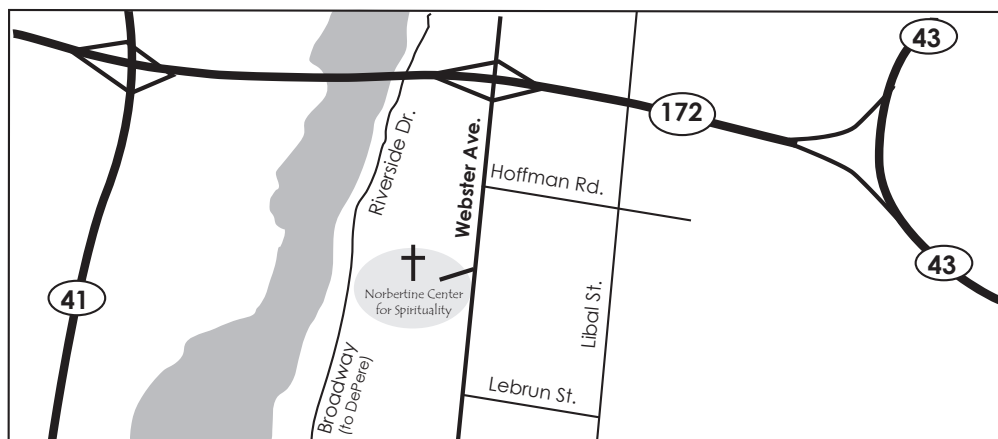 43
172
Riverside Dr.
Webster Ave.
Hoffman Rd.
43
41
Norbertine Center
for Spirituality
Libal St.
Broadway
(to DePere)
Lebrun St.